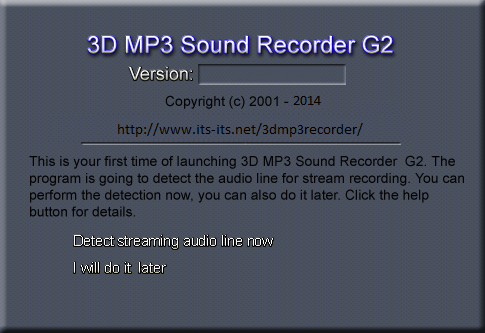 3D MP3 Sound Recorder G2
Version:
Copyright (c) 2001 - 2014
http://www.its-its.net/3dmp3recorder/
This is your first time of launching 3D MP3 Sound Recorder  G2. The
program is going to detect the audio line for stream recording. You can
perform the detection now, you can also do it later. Click the help
button for details.
Detect streaming audio line now
I will do it  later